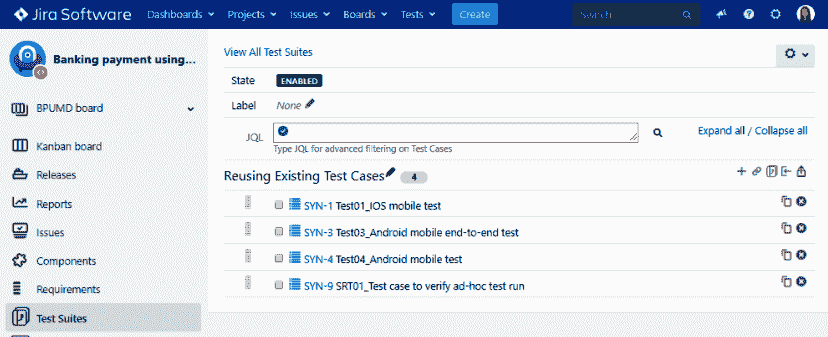 Jira Software Dashboards Projects Issues Boards Tests Create Search
Banking payment using...
BPUMD board
Kanban board
Releases
Reports
Issues
Components
Requirements
Test Suites
View All Test Suites
State ENABLED
Label None
JQL
Type JQL for advanced filtering on Test Cases
Expand all / Collapse all
Reusing Existing Test Cases 4
SYN-1 Test01_IOS mobile test
SYN-3 Test03_Android mobile end-to-end test
SYN-4 Test04_Android mobile test
SYN-9 SRT01_Test case to verify ad-hoc test run